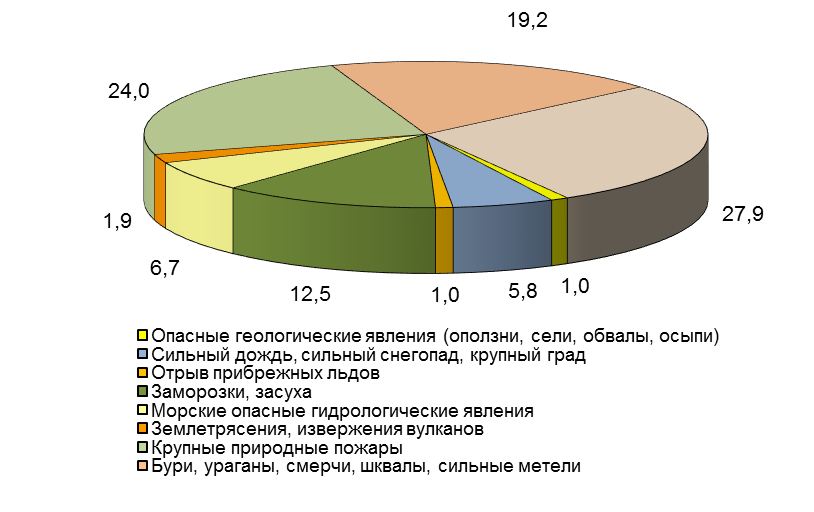 19,2
24,0
27,9
1,9
6,7
12,5
1,0
5,8
1,0
Опасные геологические явления (оползни, сели, обвалы, осыпи)
Сильный дождь, сильный снегопад, крупный град
Отрыв прибрежных льдов
Заморозки, засуха
Морские опасные гидрологические явления
Землетрясения, извержения вулканов
Крупные природные пожары
Бури, ураганы, смерчи, шквалы, сильные метели